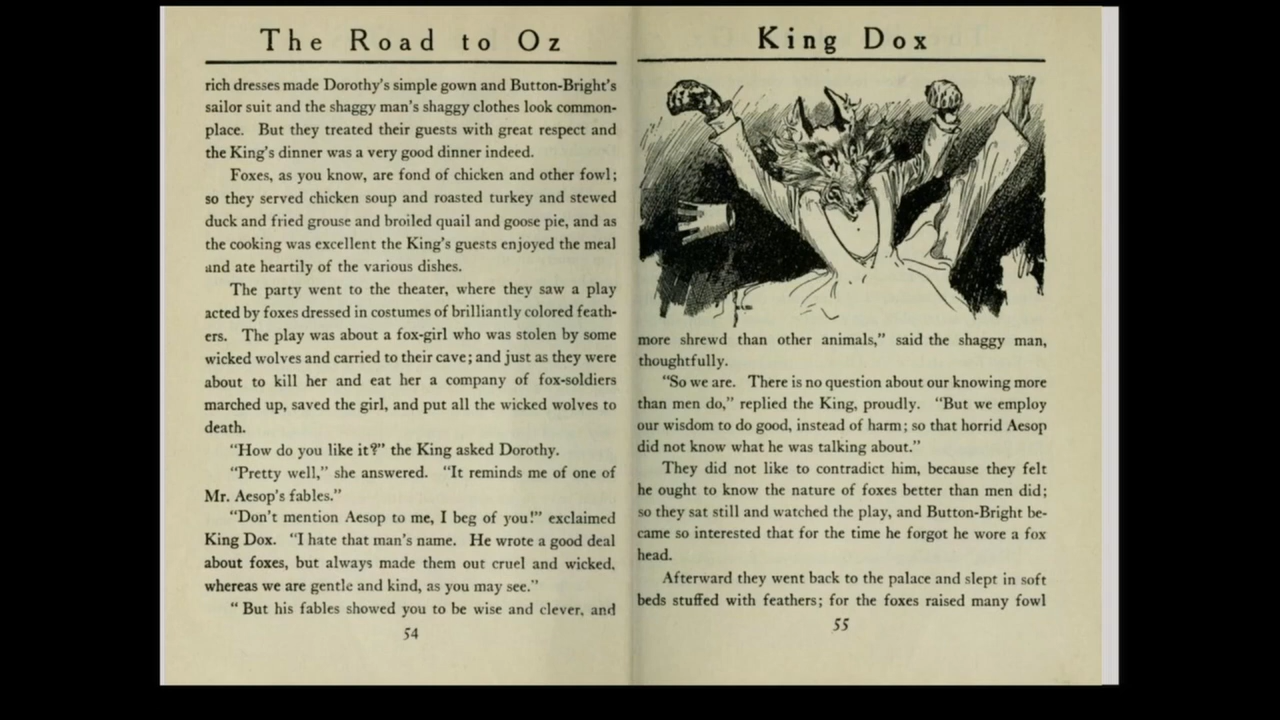 The Road to Oz
rich dresses made Dorothy's simple gown and Button-Bright's
sailor suit and the shaggy man's shaggy clothes look common-
place. But they treated their guests with great respect and
the King's dinner was a very good dinner indeed.
Foxes, as you know, are fond of chicken and other fowl;
so they served chicken soup and roasted turkey and stewed
duck and fried grouse and broiled quail and goose pie, and as
the cooking was excellent the King's guests enjoyed the meal
and ate heartily of the various dishes.
The party went to the theater, where they saw a play
acted by foxes dressed in costumes of brilliantly colored feath-
ers. The play was about a fox-girl who was stolen by some
wicked wolves and carried to their cave; and just as they were
about to kill her and eat her a company of fox-soldiers
marched up, saved the girl, and put all the wicked wolves to
death.
"How do you like it?" the King asked Dorothy.
"Pretty well," she answered. "It reminds me of one of
Mr. Aesop's fables."
"Don't mention Aesop to me, I beg of you!" exclaimed
King Dox. "I hate that man's name. He wrote a good deal
about foxes, but always made them out cruel and wicked,
whereas we are gentle and kind, as you may see."
"But his fables showed you to be wise and clever, and
54
King Dox
more shrewd than other animals," said the shaggy man,
thoughtfully.
"So we are. There is no question about our knowing more
than men do," replied the King, proudly. "But we employ
our wisdom to do good, instead of harm; so that horrid Aesop
did not know what he was talking about."
They did not like to contradict him, because they felt
he ought to know the nature of foxes better than men did;
so they sat still and watched the play, and Button-Bright be-
came so interested that for the time he forgot he wore a fox
head.
Afterward they went back to the palace and slept in soft
beds stuffed with feathers; for the foxes raised many fowl
55